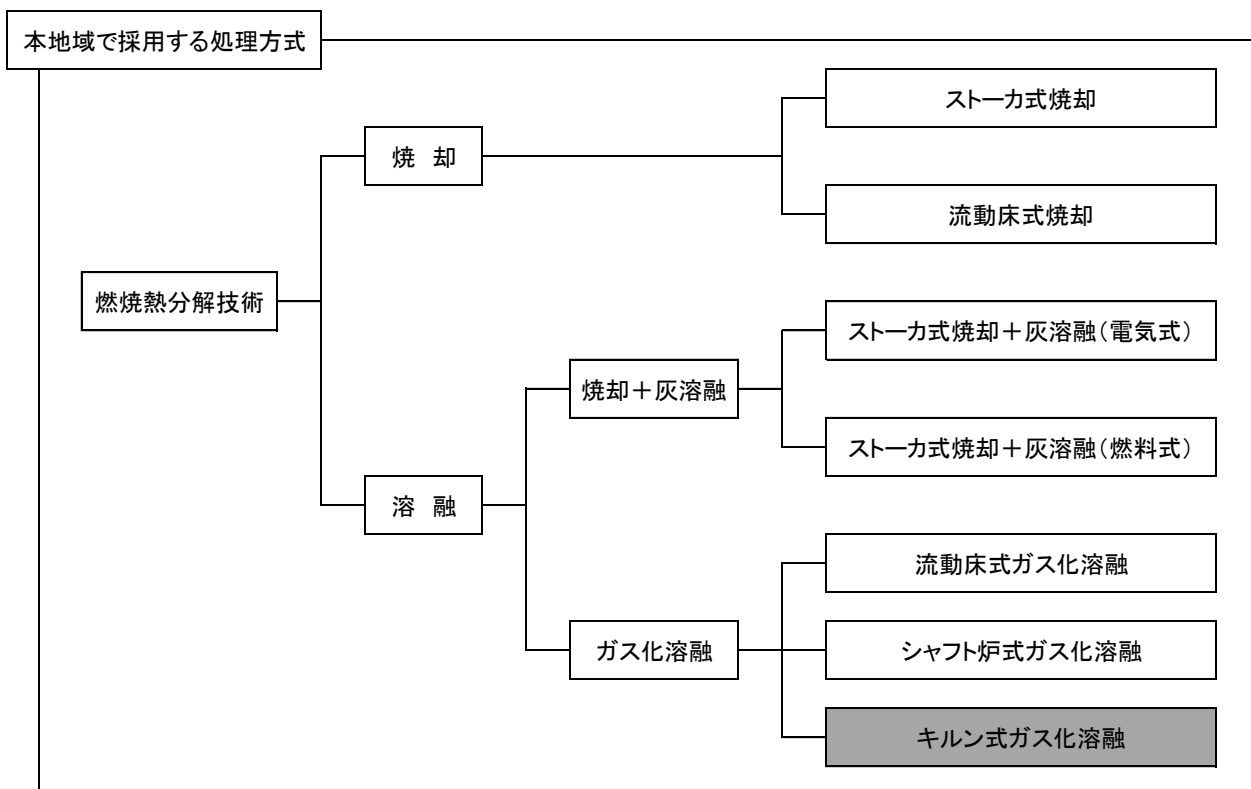 本地域で採用する処理方式
ストーカ式焼却
焼 却
流動床式焼却
燃焼熱分解技術
ストーカ式焼却＋灰溶融（電気式）
焼却＋灰溶融
ストーカ式焼却＋灰溶融（燃料式）
溶 融
流動床式ガス化溶融
ガス化溶融
シャフト炉式ガス化溶融
キルン式ガス化溶融